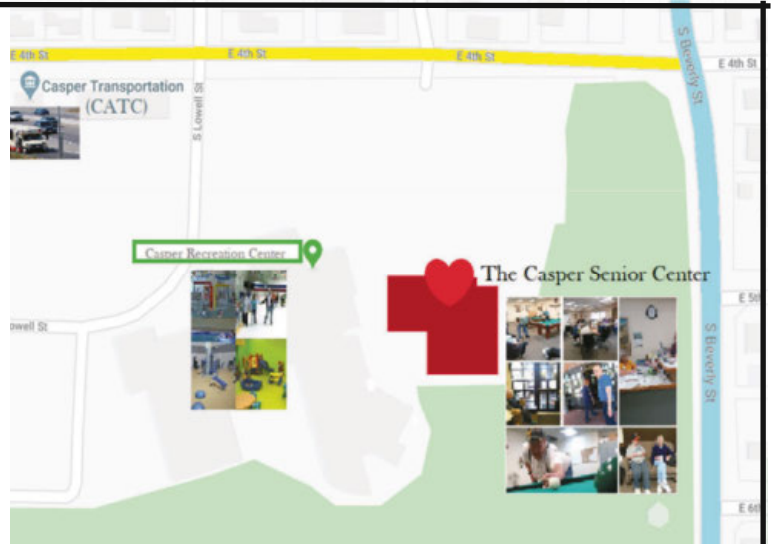 E 4th St
E 4th St
E 4th St
E 4th St
S Beverly St
Casper Transportation
(CATC)
S Lowell St
Casper Recreation Center
The Casper Senior Center
E 5t
owell St
S Beverly St
E 6t